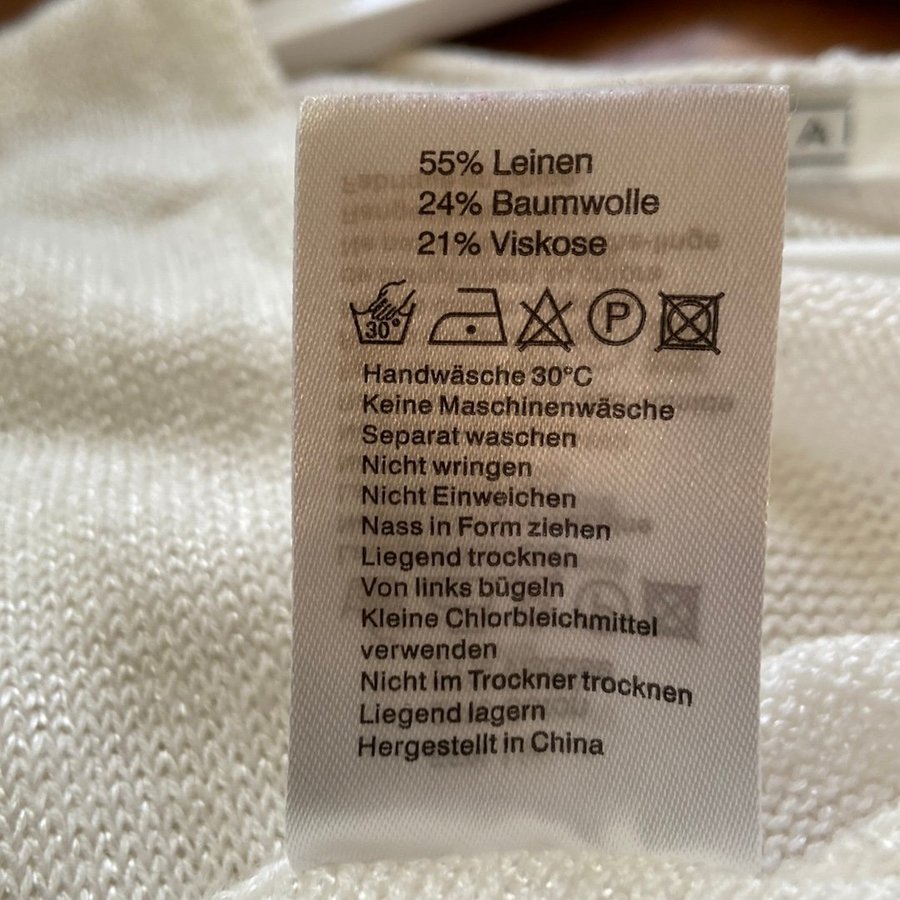 55% Leinen
24% Baumwolle
21% Viskose
30°
P
Handwäsche 30°C
Keine Maschinenwäsche
Separat waschen
Nicht wringen
Nicht Einweichen
Nass in Form ziehen
Liegend trocknen
Von links bügeln
Kleine Chlorbleichmittel
verwenden
Nicht im Trockner trocknen
Liegend lagern
Hergestellt in China
A